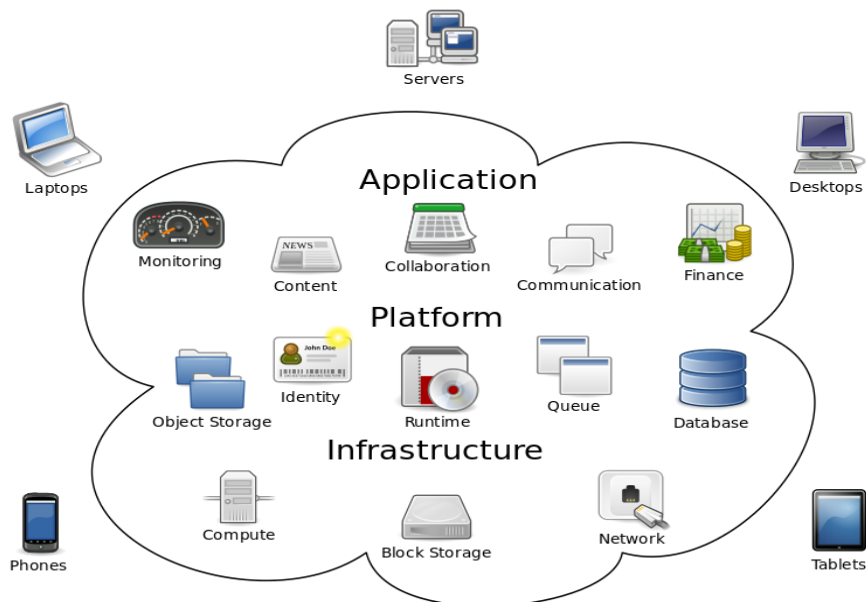 Servers
Laptops
Desktops
Application
Monitoring
NEWS
Content
Collaboration
Communication
Finance
Platform
Object Storage
John Doe
Identity
Runtime
Queue
Database
Infrastructure
Compute
Block Storage
Network
Phones
Tablets